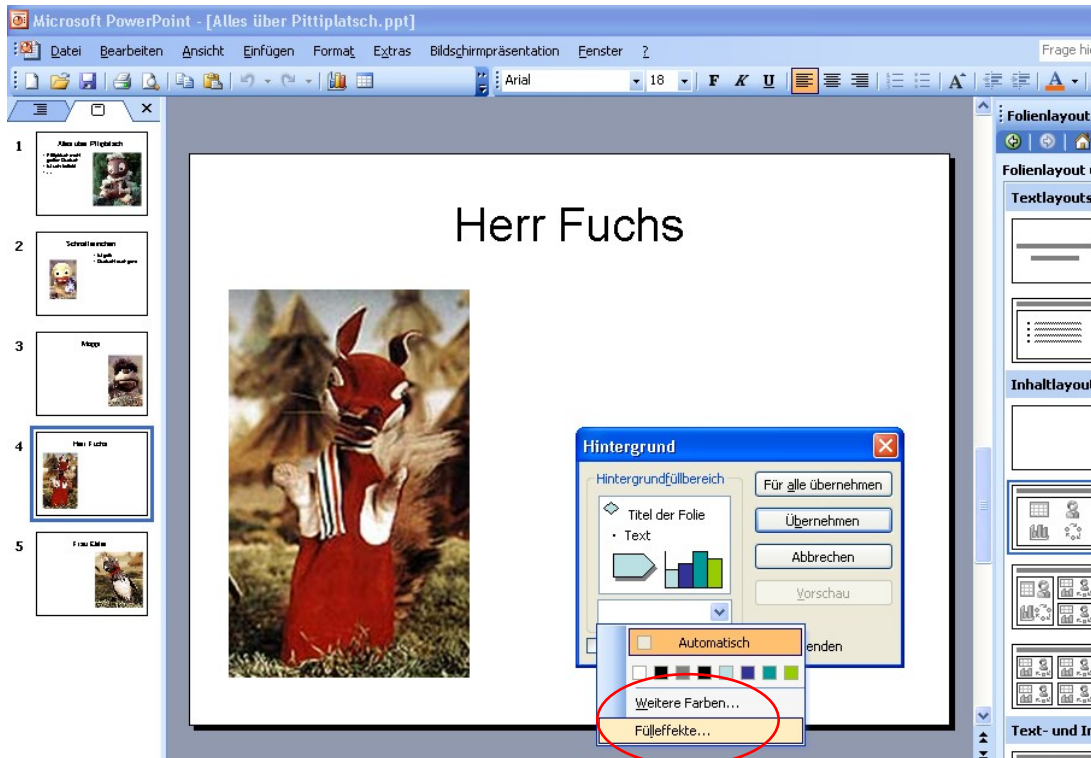 Microsoft PowerPoint - [Alles über Pittiplatsch.ppt]
Datei Bearbeiten Ansicht Einfügen Format Extras Bildschirmpräsentation Fenster ? Frage hi
Arial 18 F K U A A
1
Alles über Pittiplatsch
2
Schnatterinchen
3
Moppi
4
Herr Fuchs
5
Frau Elster
Herr Fuchs
Hintergrund
Hintergrundfüllbereich
Titel der Folie
Text
Für alle übernehmen
Übernehmen
Abbrechen
Vorschau
enden
Automatisch
Weitere Farben...
Fülleffekte...
Folienlayout
Folienlayout
Textlayouts
Inhaltlayout
Text- und In